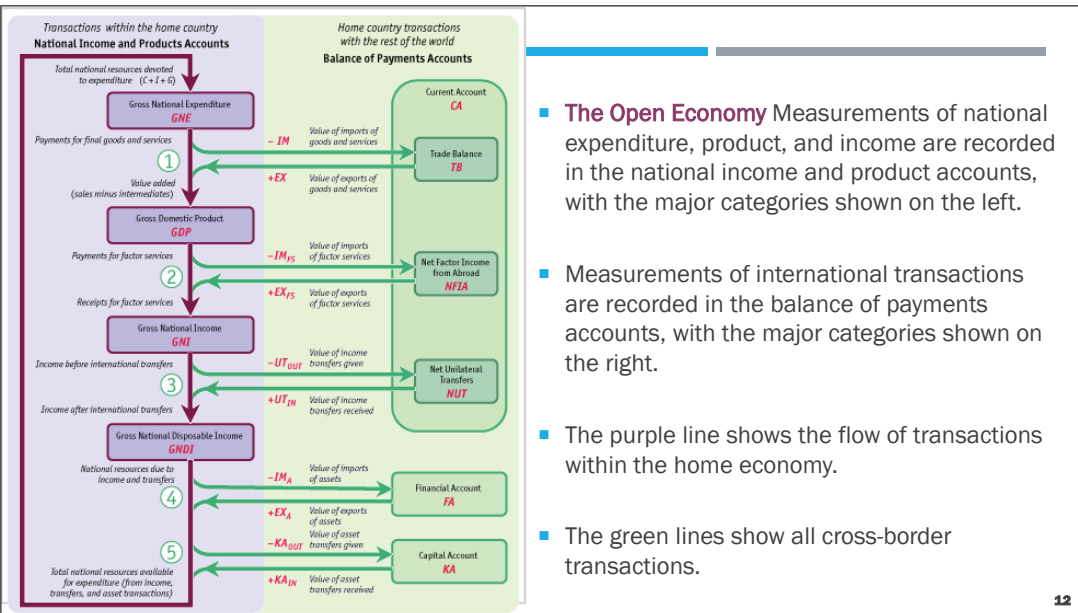 Transactions within the home country
National Income and Products Accounts
Home country transactions
with the rest of the world
Balance of Payments Accounts
Total national resources devoted
to expenditure (C + I + G)
Gross National Expenditure
GNE
Payments for final goods and services
1
Value added
(sales minus intermediates)
Gross Domestic Product
GDP
Payments for factor services
2
Receipts for factor services
Gross National Income
GNI
Income before international transfers
3
Income after international transfers
Gross National Disposable Income
GNDI
National resources due to
income and transfers
4
5
Total national resources available
for expenditure (from income,
transfers, and asset transactions)
Current Account
CA
– IM
Value of imports of
goods and services
Trade Balance
TB
+EX
Value of exports of
goods and services
–IMFS
Value of imports
of factor services
Net Factor Income
from Abroad
NFIA
+EXFS
Value of exports
of factor services
–UTOUT
Value of income
transfers given
Net Unilateral
Transfers
NUT
+UTIN
Value of income
transfers received
–IMA
Value of imports
of assets
Financial Account
FA
+EXA
Value of exports
of assets
–KAOUT
Value of asset
transfers given
Capital Account
KA
+KAIN
Value of asset
transfers received
The Open Economy Measurements of national
expenditure, product, and income are recorded
in the national income and product accounts,
with the major categories shown on the left.
Measurements of international transactions
are recorded in the balance of payments
accounts, with the major categories shown on
the right.
The purple line shows the flow of transactions
within the home economy.
The green lines show all cross-border
transactions.
12